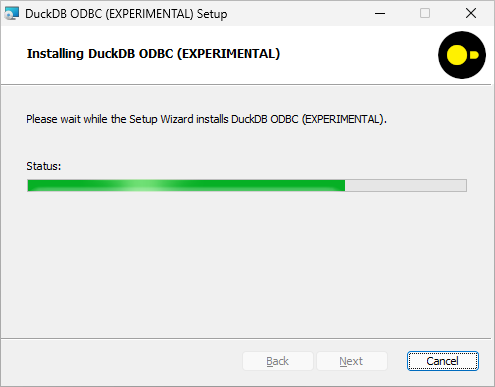 DuckDB ODBC (EXPERIMENTAL) Setup
Installing DuckDB ODBC (EXPERIMENTAL)
Please wait while the Setup Wizard installs DuckDB ODBC (EXPERIMENTAL).
Status:
Back Next Cancel